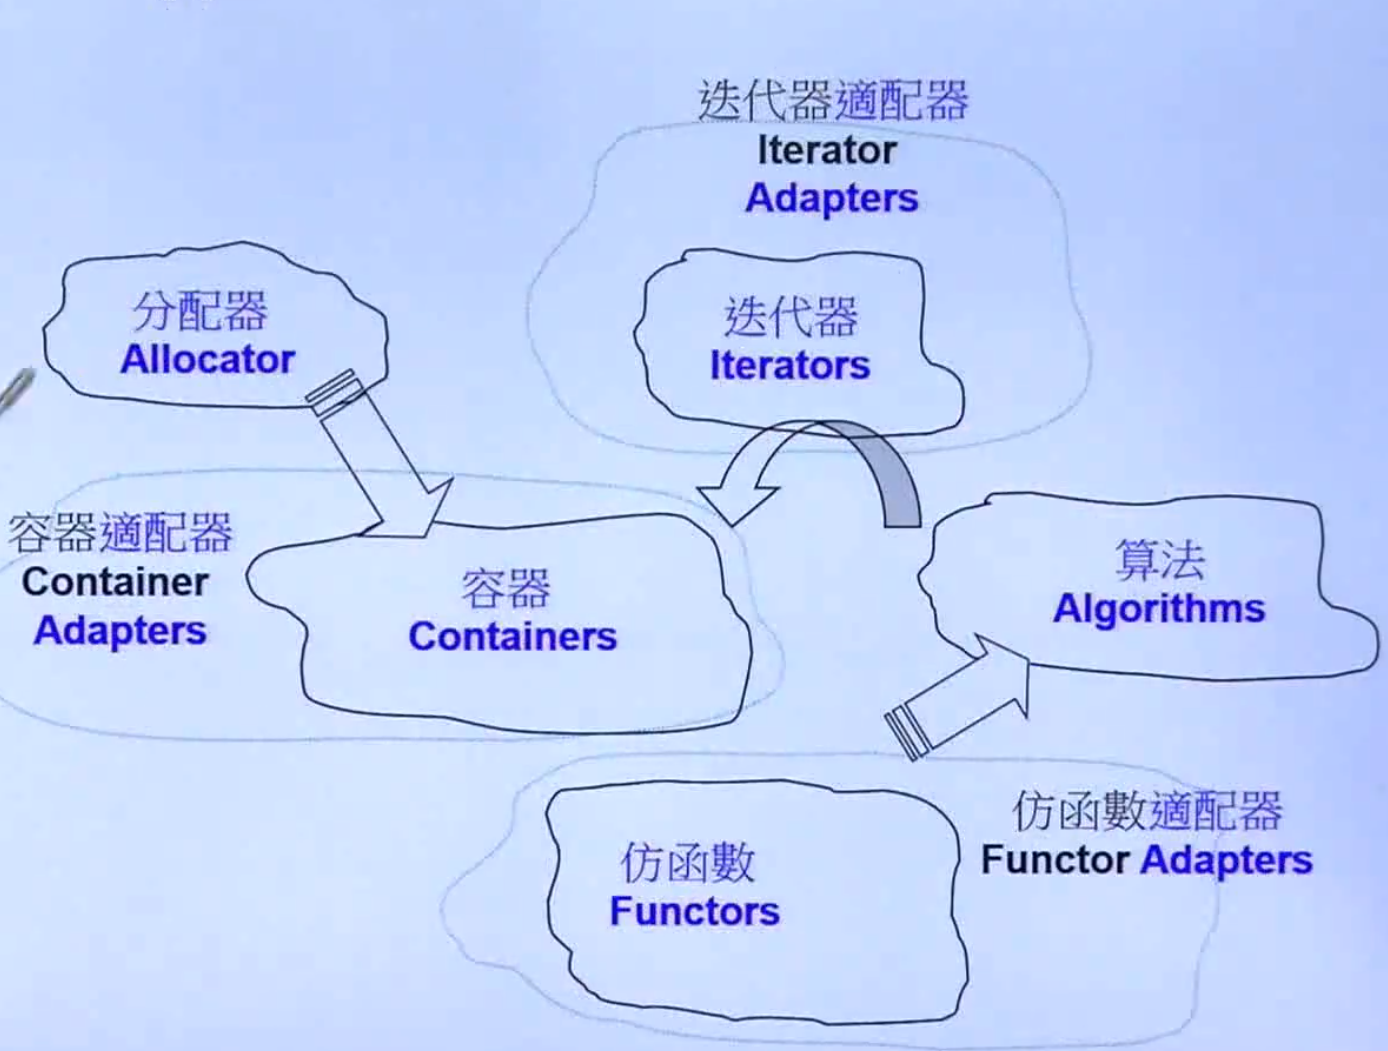 迭代器適配器
Iterator
Adapters
分配器
Allocator
迭代器
Iterators
容器適配器
Container
Adapters
容器
Containers
算法
Algorithms
仿函數
Functors
仿函數適配器
Functor Adapters